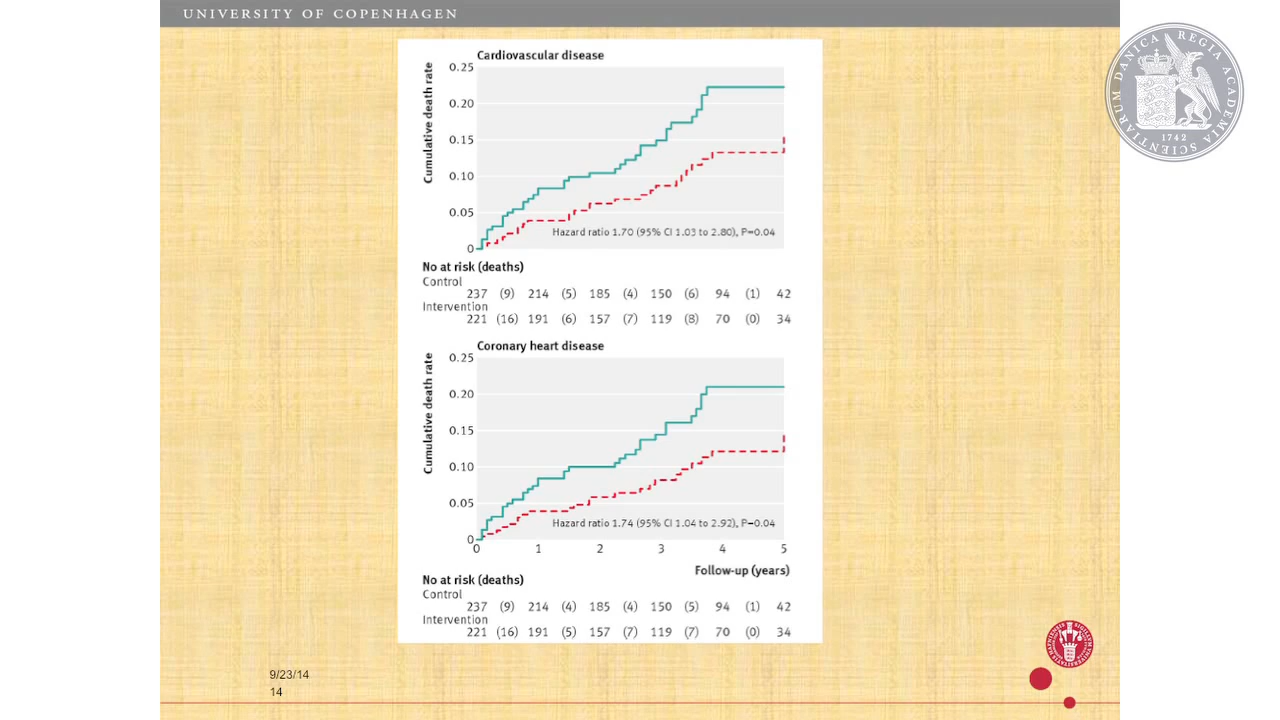 UNIVERSITY OF COPENHAGEN
Cardiovascular disease
Cumulative death rate
0.25
0.20
0.15
0.10
0.05
0
Hazard ratio 1.70 (95% CI 1.03 to 2.80), P=0.04
No at risk (deaths)
Control
237 (9) 214 (5) 185 (4) 150 (6) 94 (1) 42
Intervention
221 (16) 191 (6) 157 (7) 119 (8) 70 (0) 34
Coronary heart disease
Cumulative death rate
0.25
0.20
0.15
0.10
0.05
0
Hazard ratio 1.74 (95% CI 1.04 to 2.92), P=0.04
0 1 2 3 4 5
Follow-up (years)
No at risk (deaths)
Control
237 (9) 214 (4) 185 (4) 150 (5) 94 (1) 42
Intervention
221 (16) 191 (5) 157 (7) 119 (7) 70 (0) 34
9/23/14
14
DANICA REGIA ACADEMIA SCIENTIARUM
1742